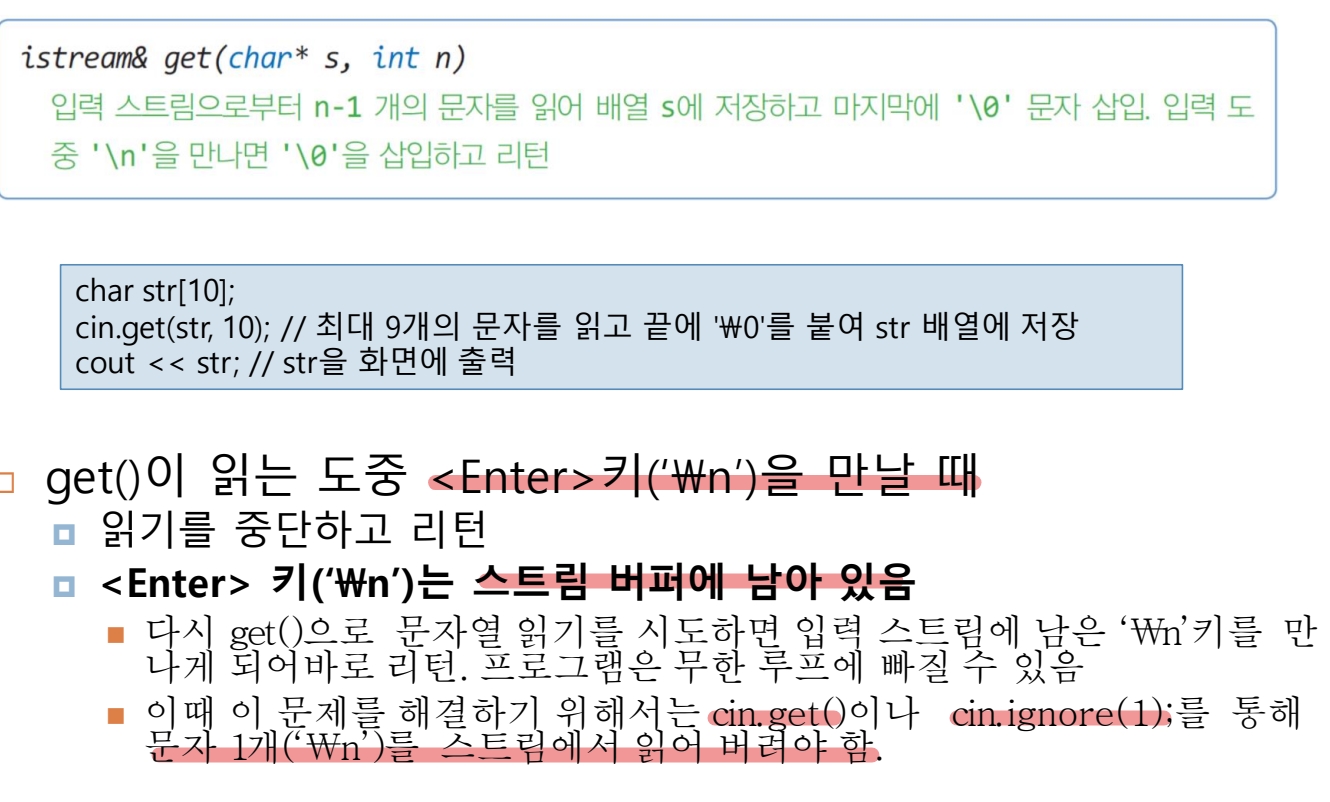 istream& get(char* s, int n)
입력 스트림으로부터 n-1 개의 문자를 읽어 배열 s에 저장하고 마지막에 '\0' 문자 삽입. 입력 도
중 '\n'을 만나면 '\0'을 삽입하고 리턴
char str[10];
cin.get(str, 10); // 최대 9개의 문자를 읽고 끝에 '₩0'를 붙여 str 배열에 저장
cout << str; // str을 화면에 출력
get()이 읽는 도중 <Enter>키(‘₩n’)을 만날 때
읽기를 중단하고 리턴
<Enter> 키(‘₩n’)는 스트림 버퍼에 남아 있음
다시 get()으로 문자열 읽기를 시도하면 입력 스트림에 남은 ‘₩n’키를 만
나게 되어바로 리턴. 프로그램은 무한 루프에 빠질 수 있음
이때 이 문제를 해결하기 위해서는 cin.get()이나 cin.ignore(1);를 통해
문자 1개(‘₩n’)를 스트림에서 읽어 버려야 함.